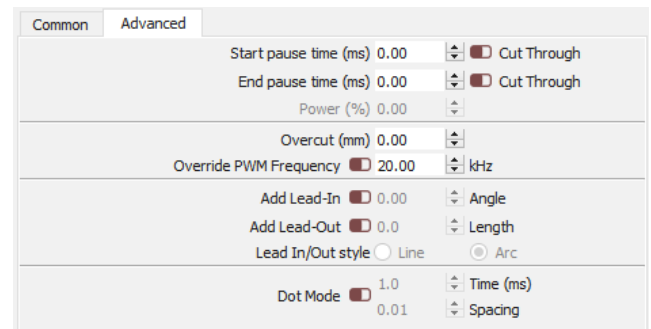 Common Advanced
Start pause time (ms) 0.00 Cut Through
End pause time (ms) 0.00 Cut Through
Power (%) 0.00
Overcut (mm) 0.00
Override PWM Frequency 20.00 kHz
Add Lead-In 0.00 Angle
Add Lead-Out 0.0 Length
Lead In/Out style Line Arc
Dot Mode 1.0 Time (ms)
0.01 Spacing